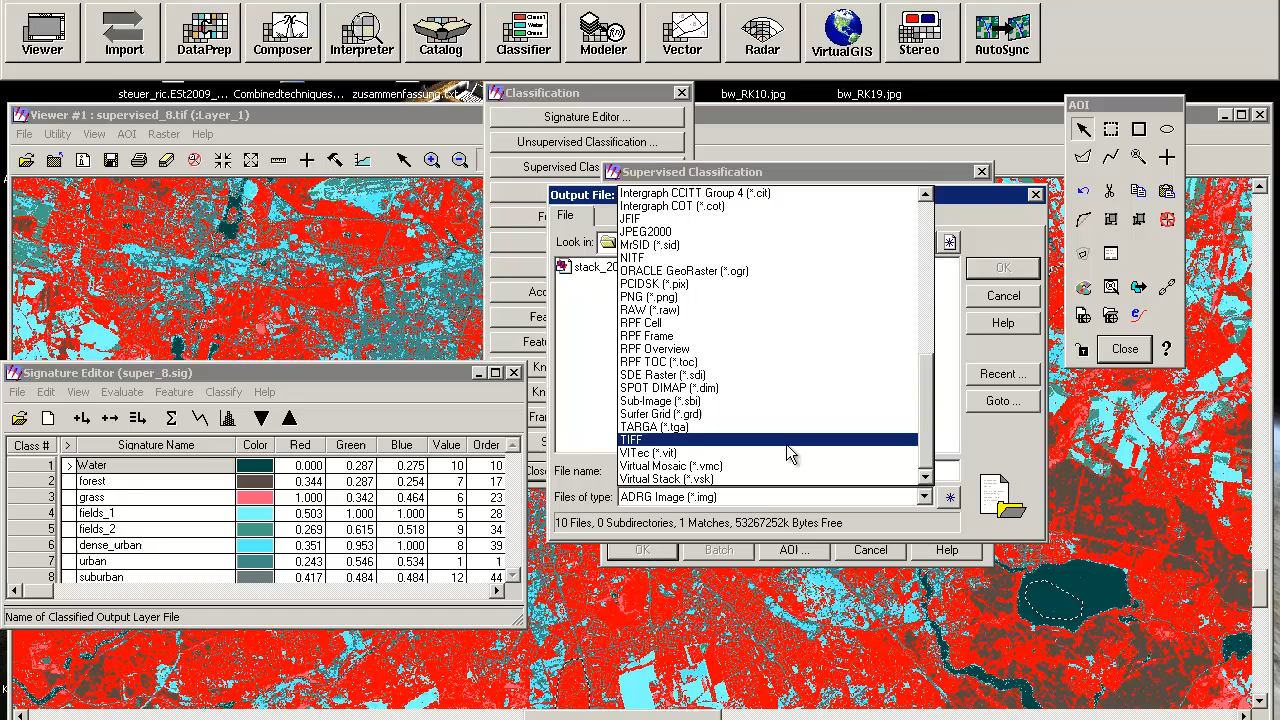 Viewer
Import
DataPrep
Composer
Interpreter
Catalog
Classifier
Modeler
Vector
Radar
VirtualGIS
Stereo
AutoSync
steuer_ric.ESt2009_...
Combinedtechniques...
zusammenfassung.txt
bw_RK10.jpg
bw_RK19.jpg
Viewer #1 : supervised_8.tif (:Layer_1)
File Utility View AOI Raster Help
Classification
Signature Editor ...
Unsupervised Classification ...
Supervised Clas
Supervised Classification
Output File:
File
Look in:
stack_20
Intergraph CCITT Group 4 (*.cit)
Intergraph COT (*.cot)
JFIF
JPEG2000
MrSID (*.sid)
NITF
ORACLE GeoRaster (*.ogr)
PCIDSK (*.pix)
PNG (*.png)
RAW (*.raw)
RPF Cell
RPF Frame
RPF Overview
RPF TOC (*.toc)
SDE Raster (*.sdi)
SPOT DIMAP (*.dim)
Sub-Image (*.sbi)
Surfer Grid (*.grd)
TARGA (*.tga)
TIFF
VITec (*.vit)
Virtual Mosaic (*.vmc)
Virtual Stack (*.vsk)
File name:
Files of type: ADRG Image (*.img)
10 Files, 0 Subdirectories, 1 Matches, 53267252k Bytes Free
OK
Cancel
Help
Recent ...
Goto ...
OK Batch AOI ... Cancel Help
AOI
Close ?
Signature Editor (super_8.sig)
File Edit View Evaluate Feature Classify Help
Class # > Signature Name Color Red Green Blue Value Order
1 > Water 0.000 0.287 0.275 10 10
2 forest 0.344 0.287 0.254 7 17
3 grass 1.000 0.342 0.464 6 23
4 fields_1 0.503 1.000 1.000 5 28
5 fields_2 0.269 0.615 0.518 9 34
6 dense_urban 0.351 0.953 1.000 8 39
7 urban 0.243 0.546 0.534 1 1
8 suburban 0.417 0.484 0.484 12 44
Name of Classified Output Layer File